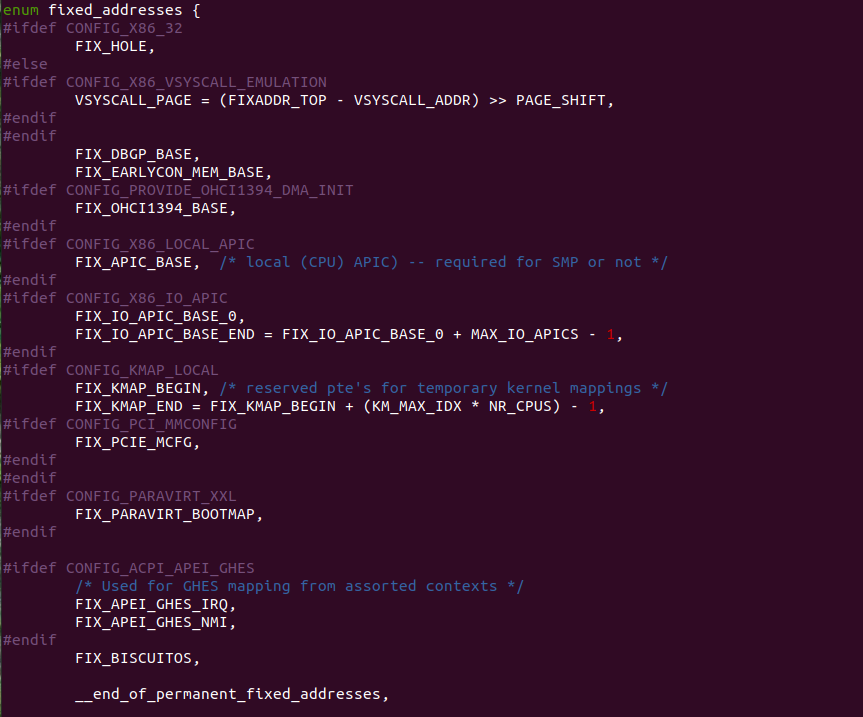 enum fixed_addresses {
#ifdef CONFIG_X86_32
        FIX_HOLE,
#else
#ifdef CONFIG_X86_VSYSCALL_EMULATION
        VSYSCALL_PAGE = (FIXADDR_TOP - VSYSCALL_ADDR) >> PAGE_SHIFT,
#endif
#endif
        FIX_DBGP_BASE,
        FIX_EARLYCON_MEM_BASE,
#ifdef CONFIG_PROVIDE_OHCI1394_DMA_INIT
        FIX_OHCI1394_BASE,
#endif
#ifdef CONFIG_X86_LOCAL_APIC
        FIX_APIC_BASE,  /* local (CPU) APIC) -- required for SMP or not */
#endif
#ifdef CONFIG_X86_IO_APIC
        FIX_IO_APIC_BASE_0,
        FIX_IO_APIC_BASE_END = FIX_IO_APIC_BASE_0 + MAX_IO_APICS - 1,
#endif
#ifdef CONFIG_KMAP_LOCAL
        FIX_KMAP_BEGIN, /* reserved pte's for temporary kernel mappings */
        FIX_KMAP_END = FIX_KMAP_BEGIN + (KM_MAX_IDX * NR_CPUS) - 1,
#ifdef CONFIG_PCI_MMCONFIG
        FIX_PCIE_MCFG,
#endif
#endif
#ifdef CONFIG_PARAVIRT_XXL
        FIX_PARAVIRT_BOOTMAP,
#endif
#ifdef CONFIG_ACPI_APEI_GHES
        /* Used for GHES mapping from assorted contexts */
        FIX_APEI_GHES_IRQ,
        FIX_APEI_GHES_NMI,
#endif
        FIX_BISCUITOS,
        __end_of_permanent_fixed_addresses,